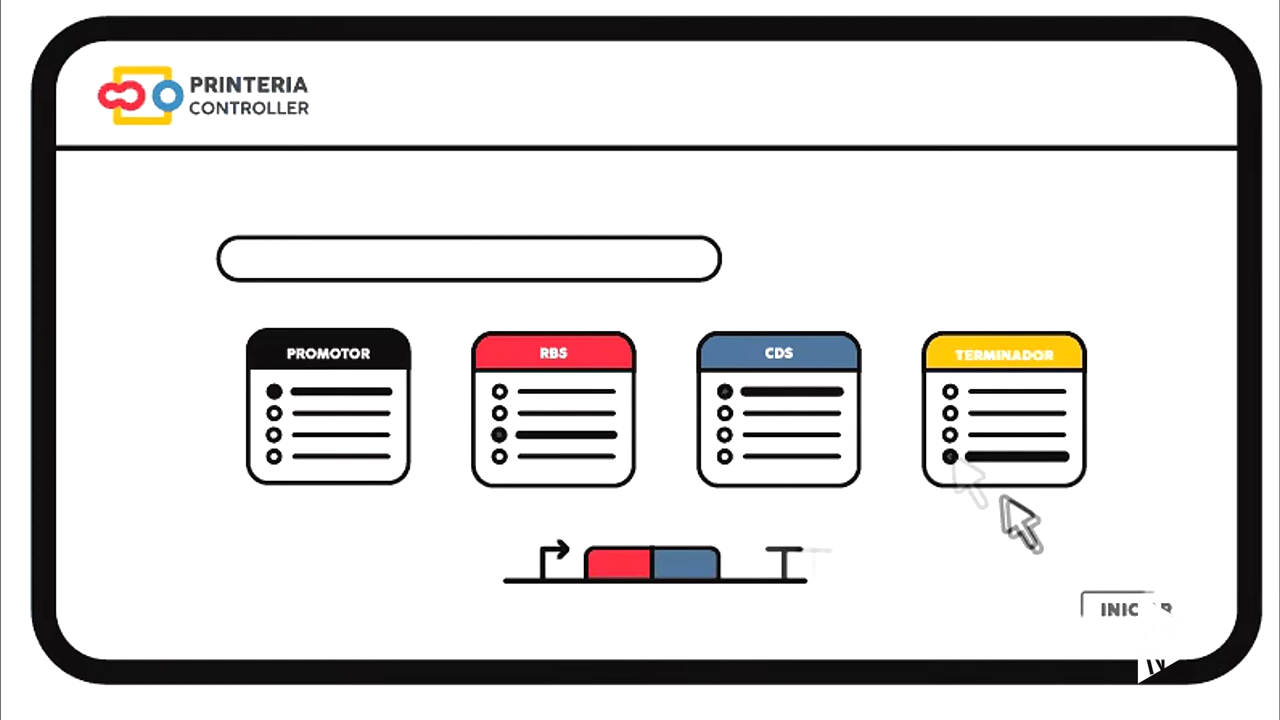 PRINTERIA
CONTROLLER
PROMOTOR
RBS
CDS
TERMINADOR